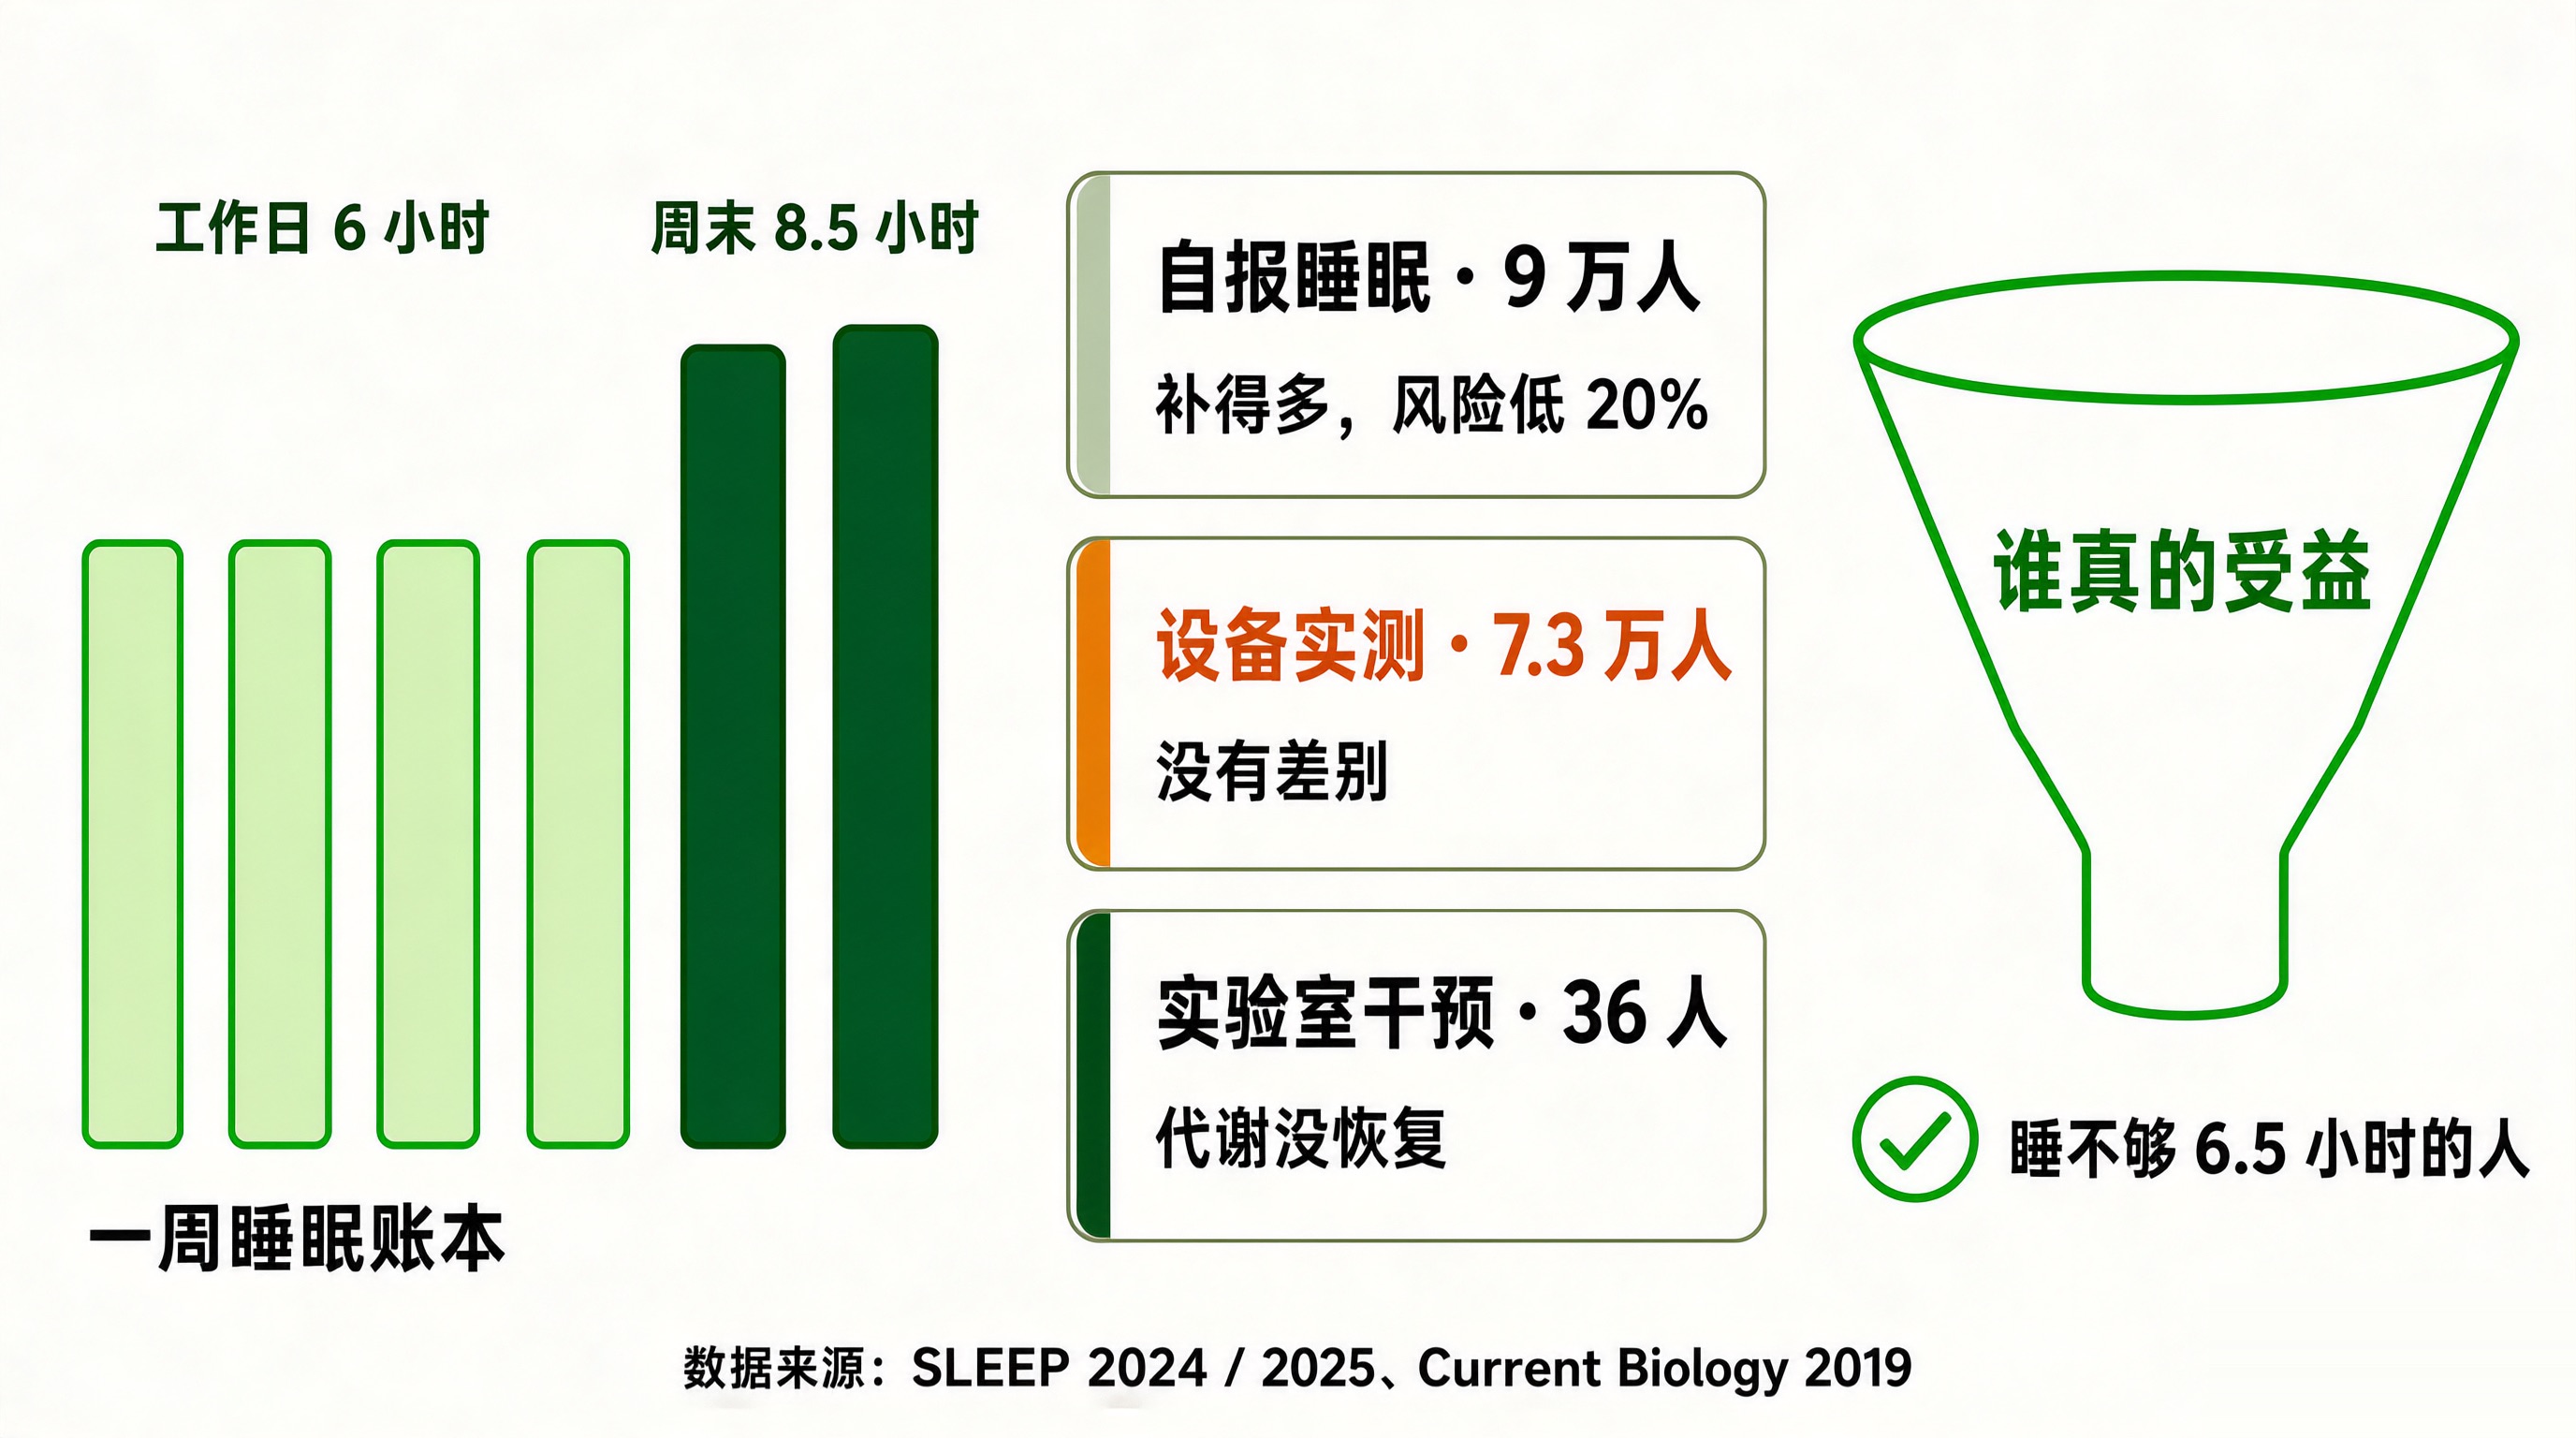 工作日 6 小时
周末 8.5 小时
一周睡眠账本
自报睡眠·9 万人
补得多，风险低 20%
设备实测·7.3 万人
没有差别
实验室干预·36 人
代谢没恢复
谁真的受益
睡不够 6.5 小时的人
数据来源：SLEEP 2024 / 2025、Current Biology 2019